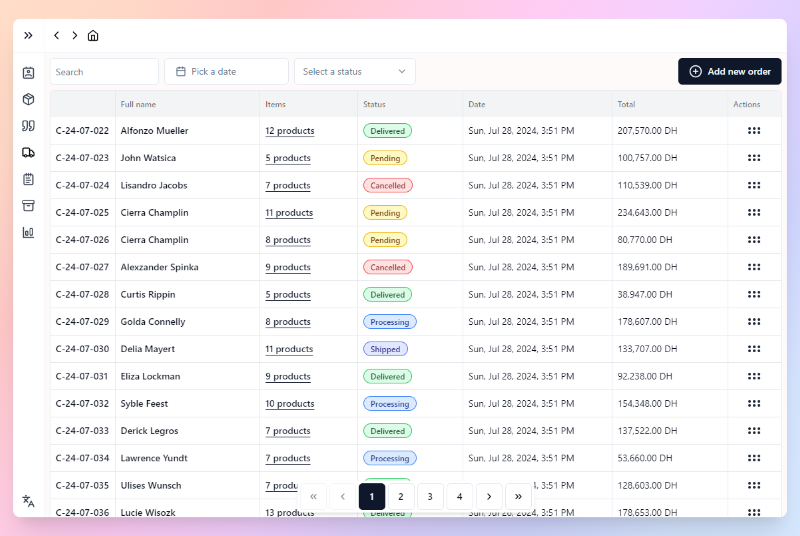 Search Pick a date Select a status Add new order
Full name Items Status Date Total Actions
C-24-07-022 Alfonzo Mueller 12 products Delivered Sun, Jul 28, 2024, 3:51 PM 207,570.00 DH
C-24-07-023 John Watsica 5 products Pending Sun, Jul 28, 2024, 3:51 PM 100,757.00 DH
C-24-07-024 Lisandro Jacobs 7 products Cancelled Sun, Jul 28, 2024, 3:51 PM 110,539.00 DH
C-24-07-025 Cierra Champlin 11 products Pending Sun, Jul 28, 2024, 3:51 PM 234,643.00 DH
C-24-07-026 Cierra Champlin 8 products Pending Sun, Jul 28, 2024, 3:51 PM 80,770.00 DH
C-24-07-027 Alexzander Spinka 9 products Cancelled Sun, Jul 28, 2024, 3:51 PM 189,691.00 DH
C-24-07-028 Curtis Rippin 5 products Delivered Sun, Jul 28, 2024, 3:51 PM 38,947.00 DH
C-24-07-029 Golda Connelly 8 products Processing Sun, Jul 28, 2024, 3:51 PM 178,607.00 DH
C-24-07-030 Delia Mayert 11 products Shipped Sun, Jul 28, 2024, 3:51 PM 133,707.00 DH
C-24-07-031 Eliza Lockman 9 products Delivered Sun, Jul 28, 2024, 3:51 PM 92,238.00 DH
C-24-07-032 Syble Feest 10 products Processing Sun, Jul 28, 2024, 3:51 PM 154,348.00 DH
C-24-07-033 Derick Legros 7 products Delivered Sun, Jul 28, 2024, 3:51 PM 137,522.00 DH
C-24-07-034 Lawrence Yundt 7 products Processing Sun, Jul 28, 2024, 3:51 PM 53,660.00 DH
C-24-07-035 Ulises Wunsch 7 produ 3:51 PM 128,603.00 DH
« ‹ 1 2 3 4 › »
C-24-07-036 Lucie Wisozk 13 products Delivered Sun, Jul 28, 2024, 3:51 PM 178,653.00 DH